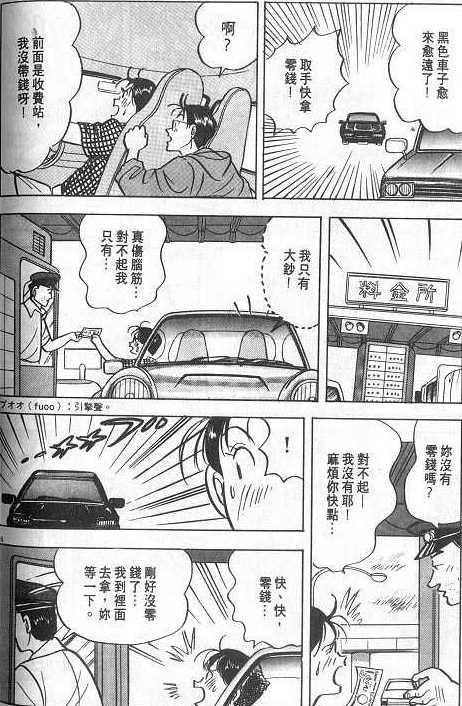 黑色車子愈
來愈遠了！
取手快拿
零錢！
啊？
前面是收費站，
我沒帶錢呀！
料金所
我只有
大鈔！
真傷腦筋
對不起我
只有⋯
ブオオ（fuoo）：引擎聲。
妳沒有
零錢嗎？
對不起—
我沒有耶！
麻煩你快點⋯
！
快、快，
零錢⋯
剛好沒零
錢了⋯
我到裡面
去拿，妳
等一下。